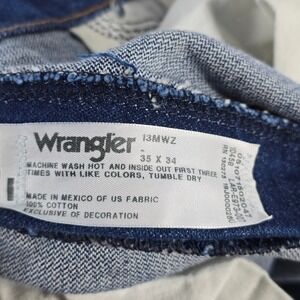 Wrangler 13MWZ
35 X 34
MACHINE WASH HOT AND INSIDE OUT FIRST THREE
TIMES WITH LIKE COLORS, TUMBLE DRY
MADE IN MEXICO OF US FABRIC
100% COTTON
EXCLUSIVE OF DECORATION